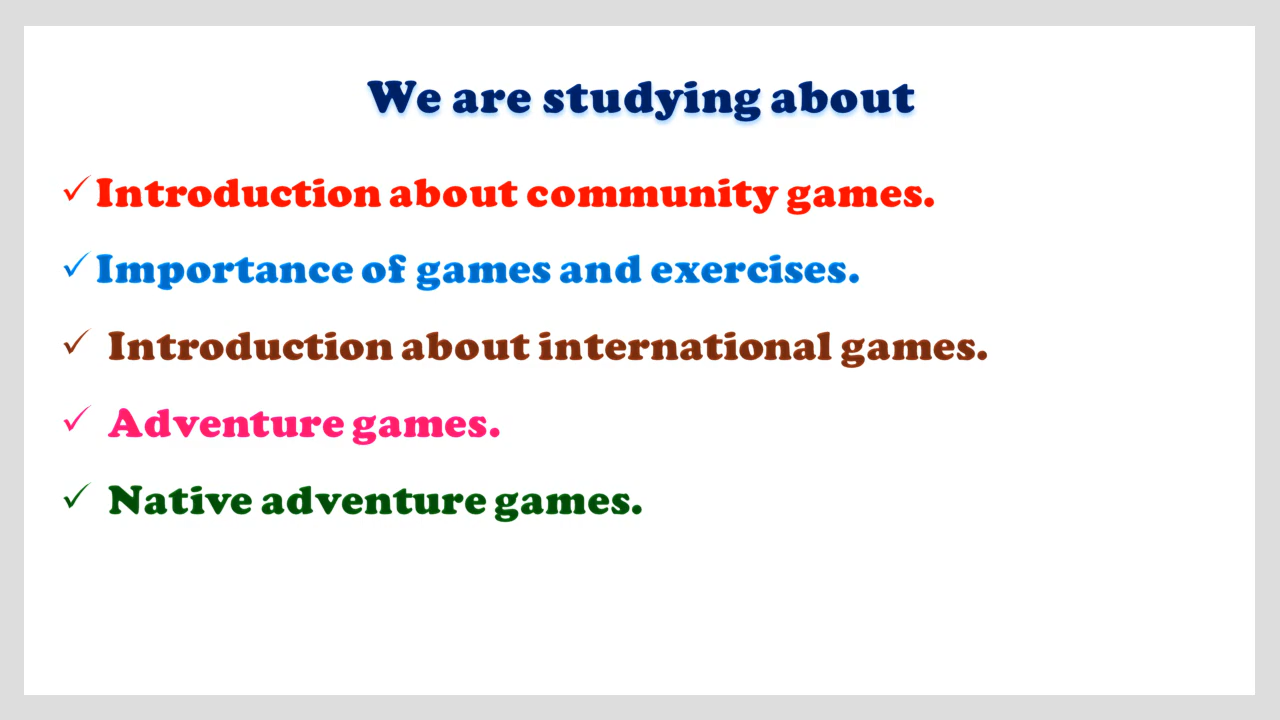 We are studying about
✓Introduction about community games.
✓Importance of games and exercises.
✓ Introduction about international games.
✓ Adventure games.
✓ Native adventure games.